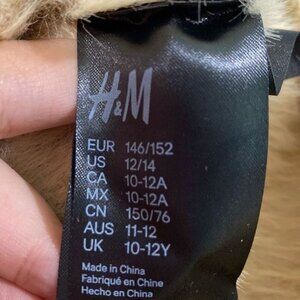 H&M
EUR 146/152
US 12/14
CA 10-12A
MX 10-12A
CN 150/76
AUS 11-12
UK 10-12Y
Made in China
Fabriqué en Chine
Hecho en China